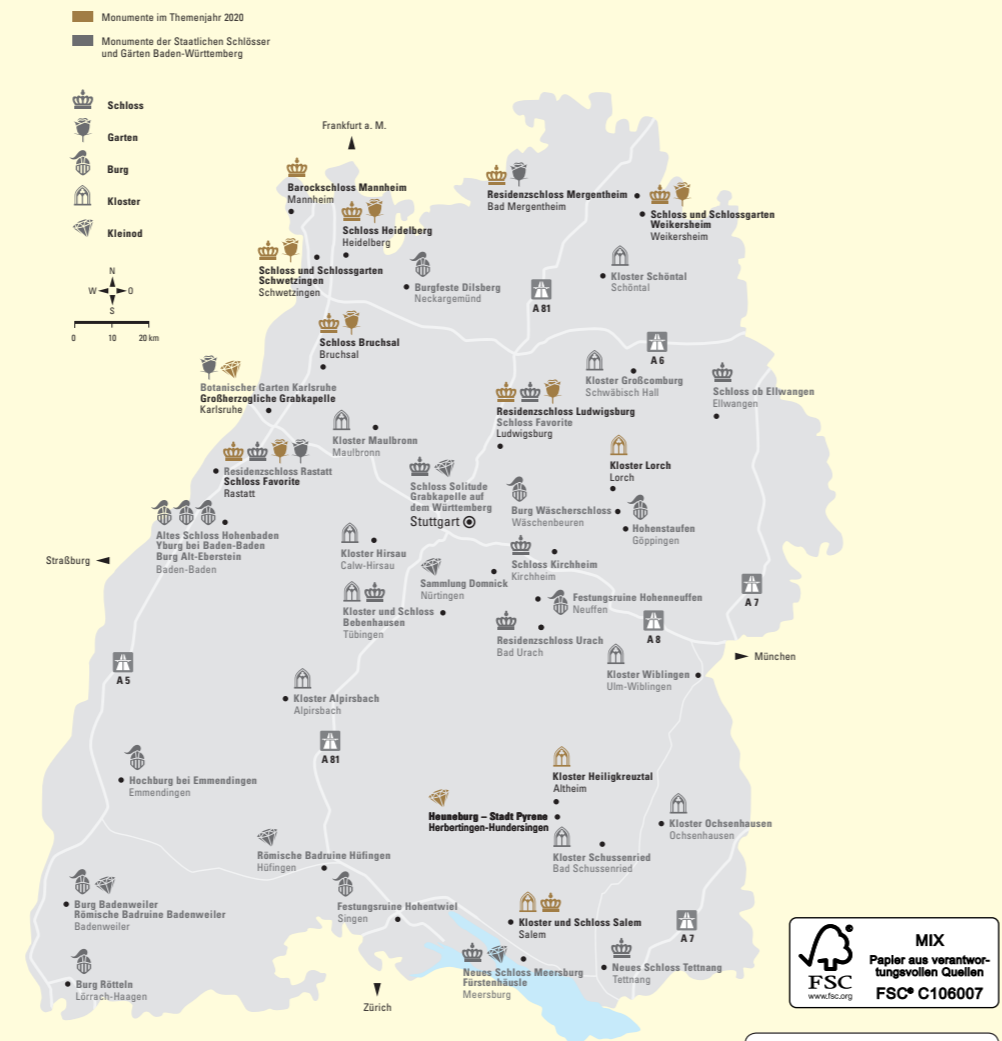 Monumente im Themenjahr 2020
Monumente der Staatlichen Schlösser
und Gärten Baden-Württemberg
Schloss
Garten
Burg
Kloster
Kleinod
N
W
O
S
0
10
20 km
Frankfurt a. M.
Barockschloss Mannheim
Mannheim
Schloss Heidelberg
Heidelberg
Schloss und Schlossgarten
Schwetzingen
Schwetzingen
Residenzschloss Mergentheim
Bad Mergentheim
Schloss und Schlossgarten
Weikersheim
Weikersheim
Kloster Schöntal
Schöntal
Burgfeste Dilsberg
Neckargemünd
A 81
Schloss Bruchsal
Bruchsal
A 6
Kloster Großcomburg
Schwäbisch Hall
Schloss ob Ellwangen
Ellwangen
Botanischer Garten Karlsruhe
Großherzogliche Grabkapelle
Karlsruhe
Residenzschloss Ludwigsburg
Schloss Favorite
Ludwigsburg
Kloster Maulbronn
Maulbronn
Kloster Lorch
Lorch
Residenzschloss Rastatt
Schloss Favorite
Rastatt
Schloss Solitude
Grabkapelle auf
dem Württemberg
Stuttgart
Burg Wäscherschloss
Wäschenbeuren
Hohenstaufen
Göppingen
Altes Schloss Hohenbaden
Yburg bei Baden-Baden
Burg Alt-Eberstein
Baden-Baden
Straßburg
Kloster Hirsau
Calw-Hirsau
Schloss Kirchheim
Kirchheim
Sammlung Domnick
Nürtingen
Festungsruine Hohenneuffen
Neuffen
A 7
Kloster und Schloss
Bebenhausen
Tübingen
Residenzschloss Urach
Bad Urach
A 8
München
Kloster Wiblingen
Ulm-Wiblingen
A 5
Kloster Alpirsbach
Alpirsbach
A 81
Hochburg bei Emmendingen
Emmendingen
Kloster Heiligkreuztal
Altheim
Heuneburg – Stadt Pyrene
Herbertingen-Hundersingen
Kloster Ochsenhausen
Ochsenhausen
Kloster Schussenried
Bad Schussenried
Römische Badruine Hüfingen
Hüfingen
Festungsruine Hohentwiel
Singen
Burg Badenweiler
Römische Badruine Badenweiler
Badenweiler
Kloster und Schloss Salem
Salem
A 7
Neues Schloss Meersburg
Fürstenhäusle
Meersburg
Neues Schloss Tettnang
Tettnang
Burg Rötteln
Lörrach-Haagen
Zürich
FSC
www.fsc.org
MIX
Papier aus verantwor-
tungsvollen Quellen
FSC® C106007